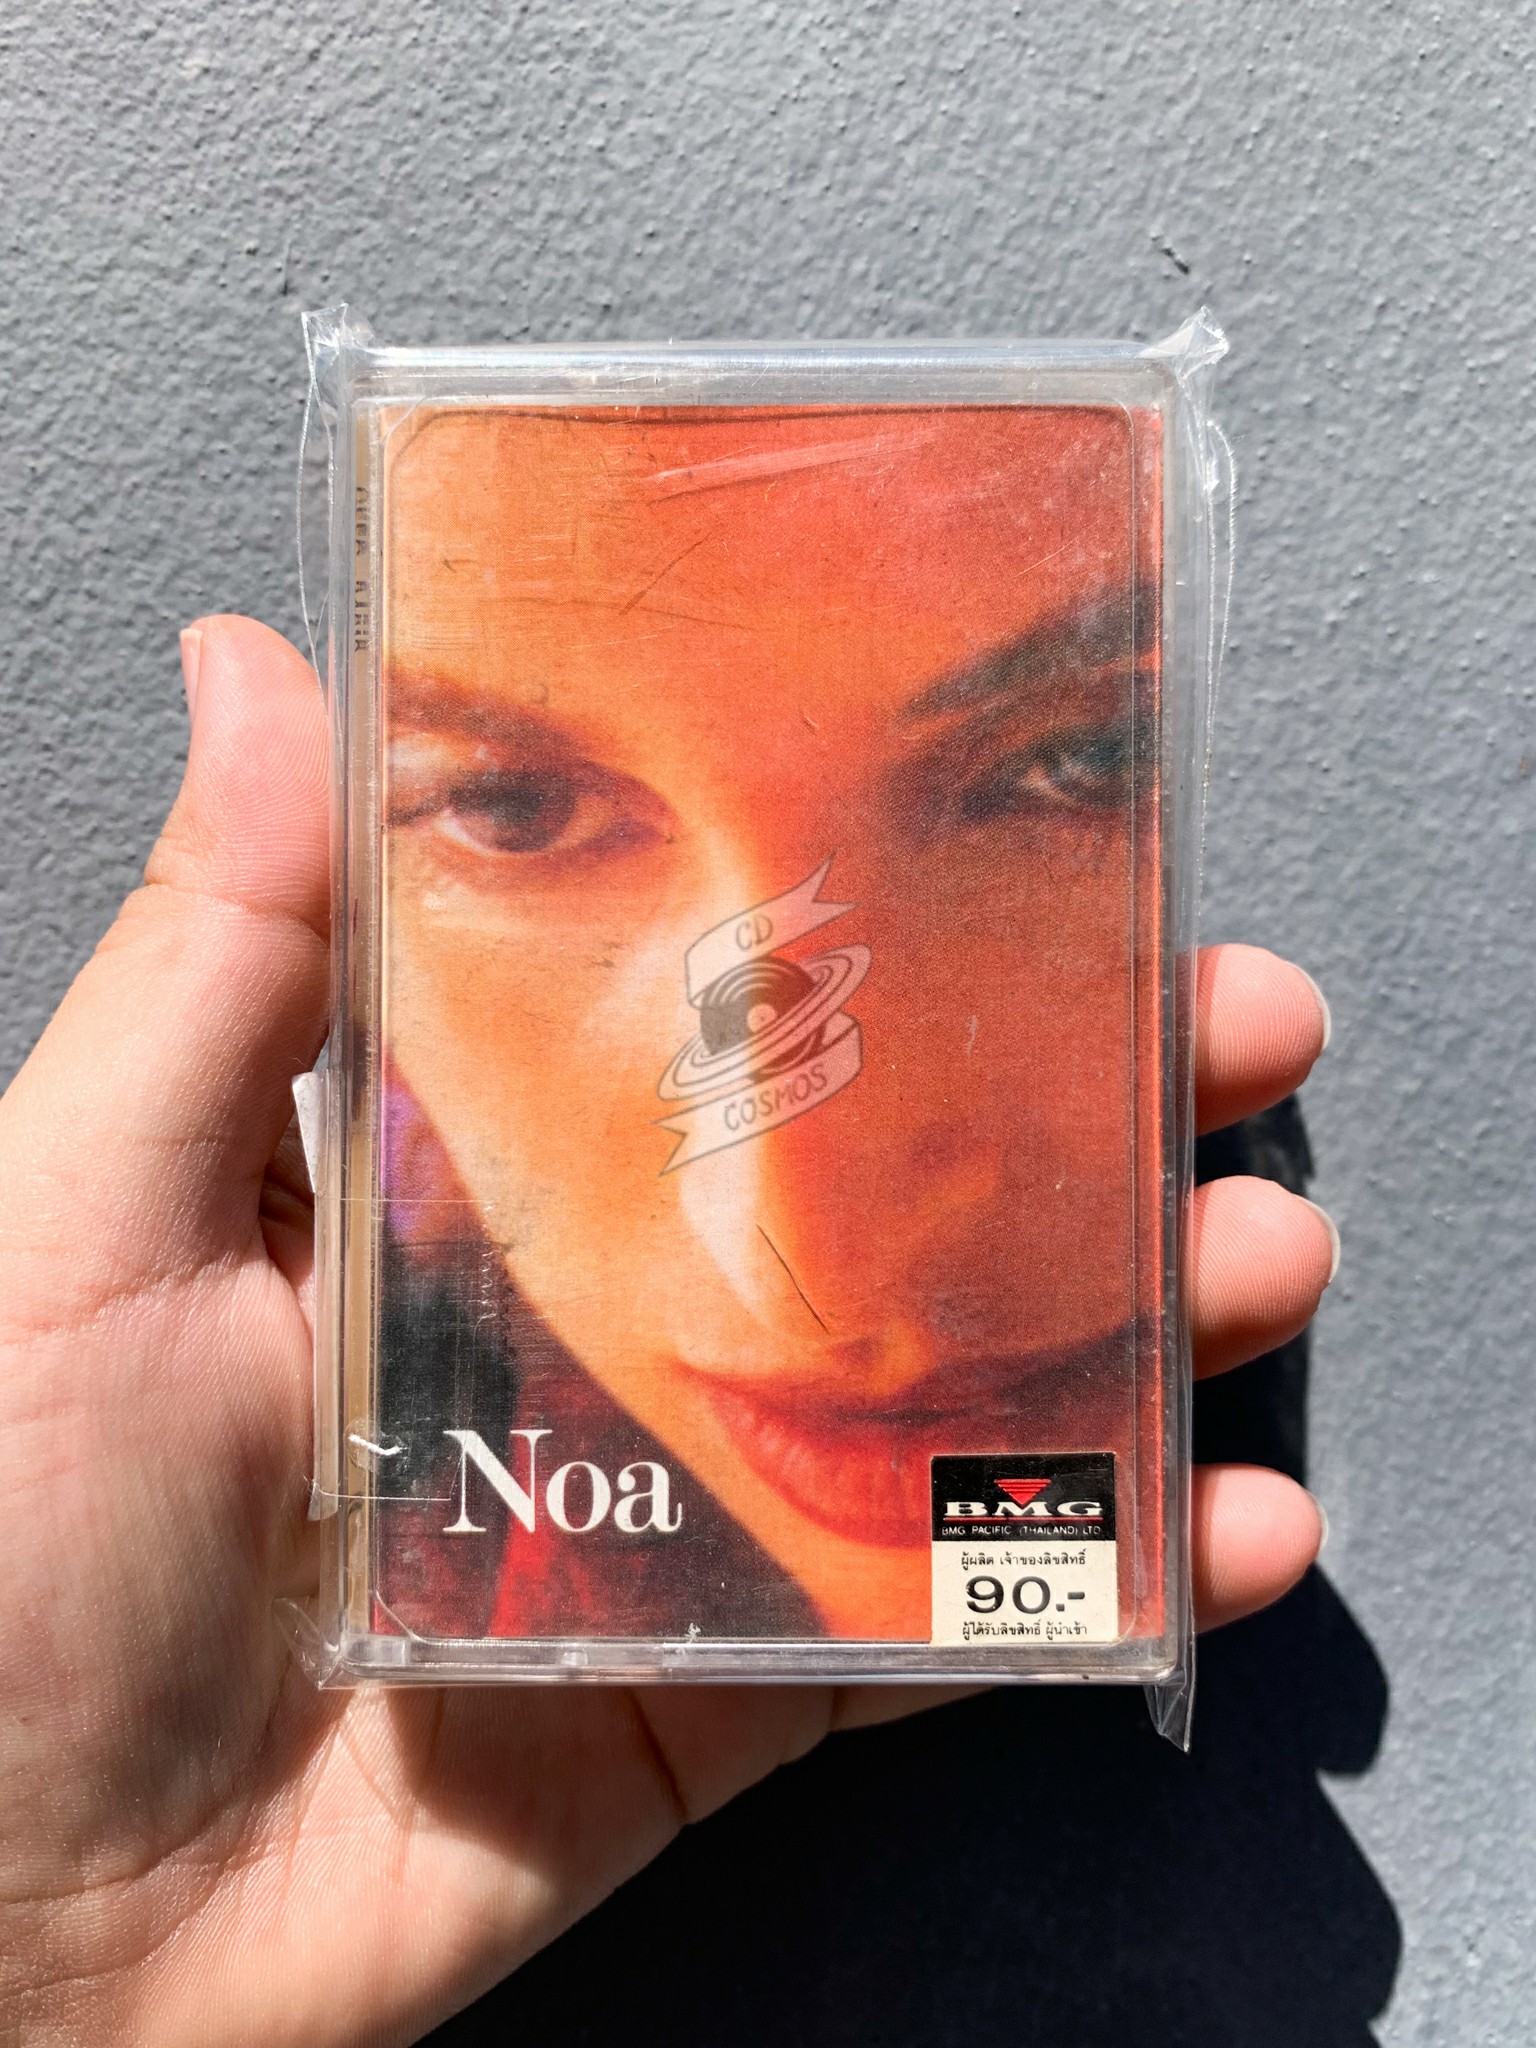 CD
COSMOS
Noa
BMG
BMG PACIFIC (THAILAND) LTD.
ผู้ผลิต เจ้าของลิขสิทธิ์
90.-
ผู้ได้รับลิขสิทธิ์ ผู้นำเข้า